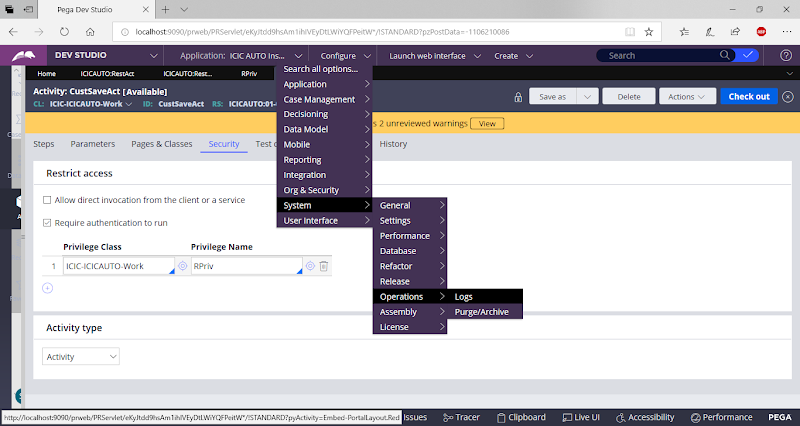 Pega Dev Studio
localhost:9090/prweb/PRServlet/eKyJtdd9hsAm1ihlVEyDtLWiYQFPeitW*/!STANDARD?pzPostData=-1106210086
DEV STUDIO
Application: ICIC AUTO Ins...
Configure
Launch web interface
Create
Search
Home
ICICAUTO:RestAct
ICICAUTO:Rest...
RPriv
Search all options...
Application
Case Management
Decisioning
Data Model
Mobile
Reporting
Integration
Org & Security
System
User Interface
General
Settings
Performance
Database
Refactor
Release
Operations
Assembly
License
Logs
Purge/Archive
Activity: CustSaveAct [Available]
CL: ICIC-ICICAUTO-Work
ID: CustSaveAct
RS: ICICAUTO:01-
Save as
Delete
Actions
Check out
s 2 unreviewed warnings
View
Steps
Parameters
Pages & Classes
Security
Test c
History
Restrict access
Allow direct invocation from the client or a service
Require authentication to run
Privilege Class
Privilege Name
1
ICIC-ICICAUTO-Work
RPriv
Activity type
Activity
http://localhost:9090/prweb/PRServlet/eKyJtdd9hsAm1ihlVEyDtLWiYQFPeitW*/!STANDARD?pyActivity=Embed-PortalLayout.Red
Issues
Tracer
Clipboard
Live UI
Accessibility
Performance
PEGA